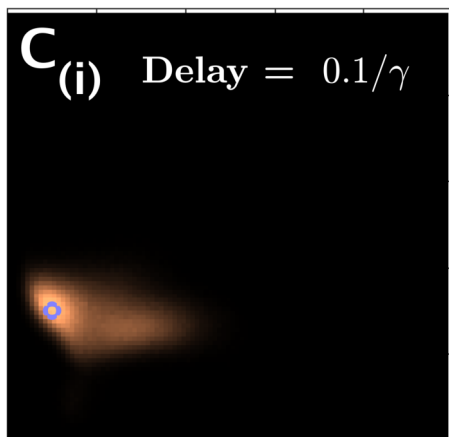 C(i) Delay = 0.1/γ